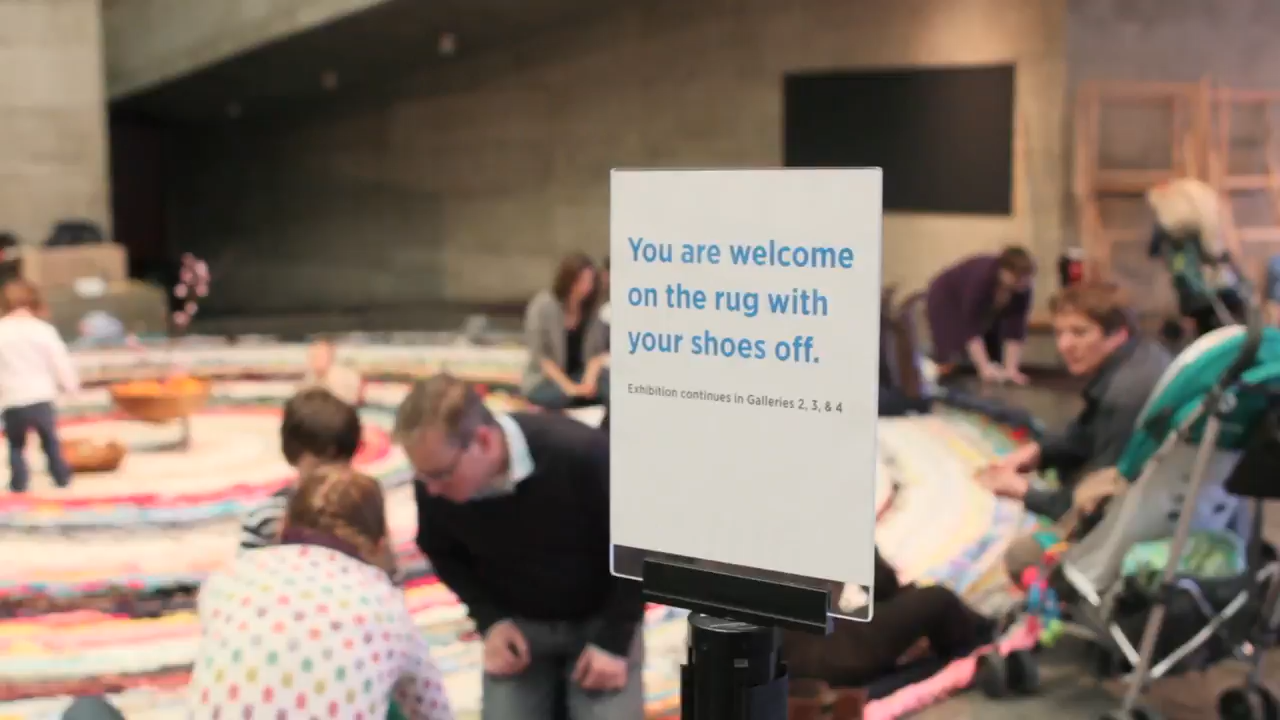 You are welcome
on the rug with
your shoes off.
Exhibition continues in Galleries 2, 3, & 4